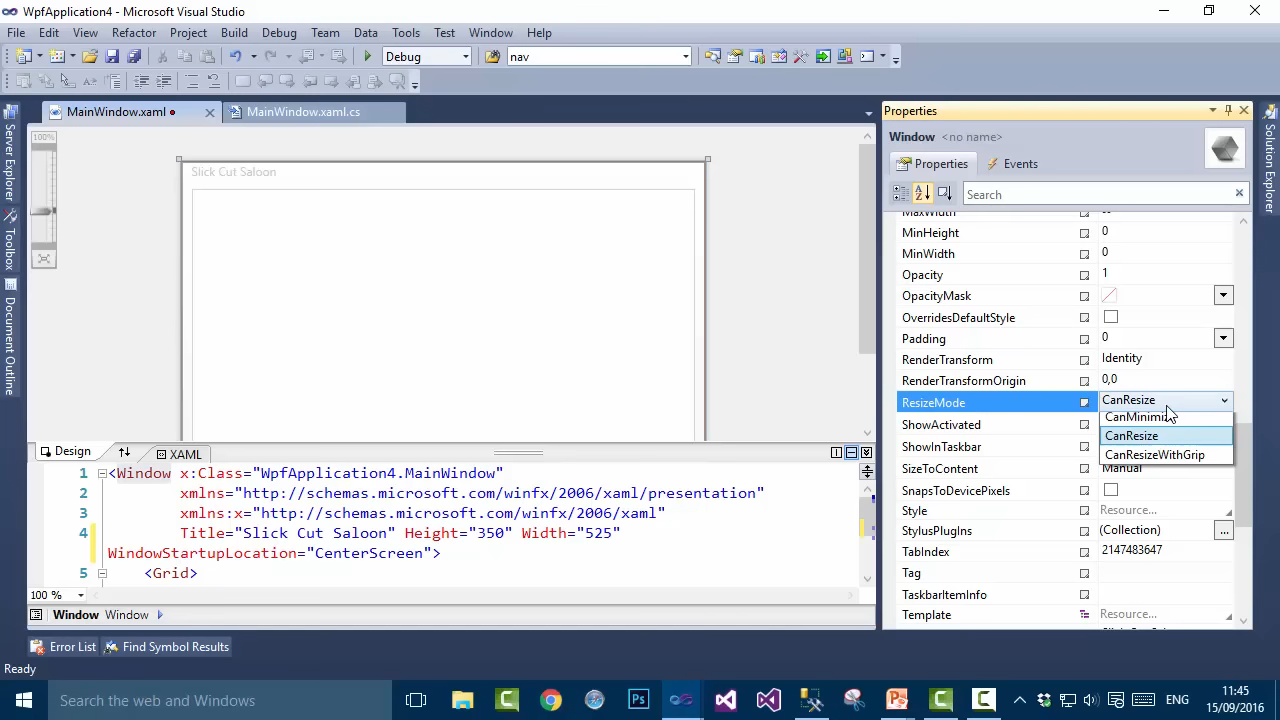 WpfApplication4 - Microsoft Visual Studio
File Edit View Refactor Project Build Debug Team Data Tools Test Window Help
Debug nav
MainWindow.xaml MainWindow.xaml.cs
Server Explorer
Toolbox
Document Outline
100%
Slick Cut Saloon
Design XAML
1 <Window x:Class="WpfApplication4.MainWindow"
2 xmlns="http://schemas.microsoft.com/winfx/2006/xaml/presentation"
3 xmlns:x="http://schemas.microsoft.com/winfx/2006/xaml"
4 Title="Slick Cut Saloon" Height="350" Width="525"
WindowStartupLocation="CenterScreen">
5 <Grid>
100 %
Window Window
Properties
Window <no name>
Properties Events
Search
MaxWidth
MinHeight 0
MinWidth 0
Opacity 1
OpacityMask
OverridesDefaultStyle
Padding 0
RenderTransform Identity
RenderTransformOrigin 0,0
ResizeMode CanResize
CanMinimize
ShowActivated
CanResize
ShowInTaskbar
CanResizeWithGrip
SizeToContent Manual
SnapsToDevicePixels
Style Resource...
StylusPlugIns (Collection) ...
TabIndex 2147483647
Tag
TaskbarItemInfo
Template Resource...
Solution Explorer
Error List Find Symbol Results
Ready
Search the web and Windows
ENG
11:45
15/09/2016